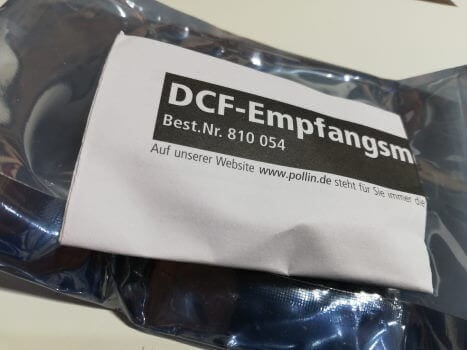 DCF-Empfangsm
Best.Nr. 810 054
Auf unserer Website www.pollin.de steht für Sie immer die